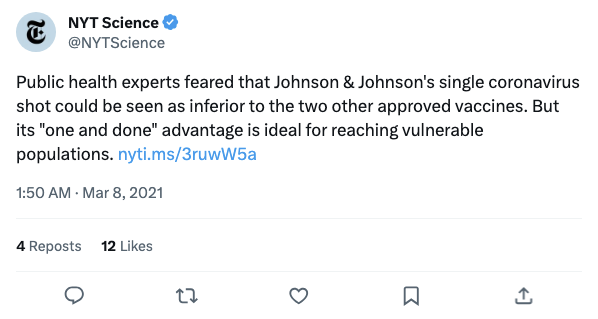 NYT Science
@NYTScience
Public health experts feared that Johnson & Johnson's single coronavirus
shot could be seen as inferior to the two other approved vaccines. But
its "one and done" advantage is ideal for reaching vulnerable
populations. nyti.ms/3ruwW5a
1:50 AM · Mar 8, 2021
4 Reposts 12 Likes